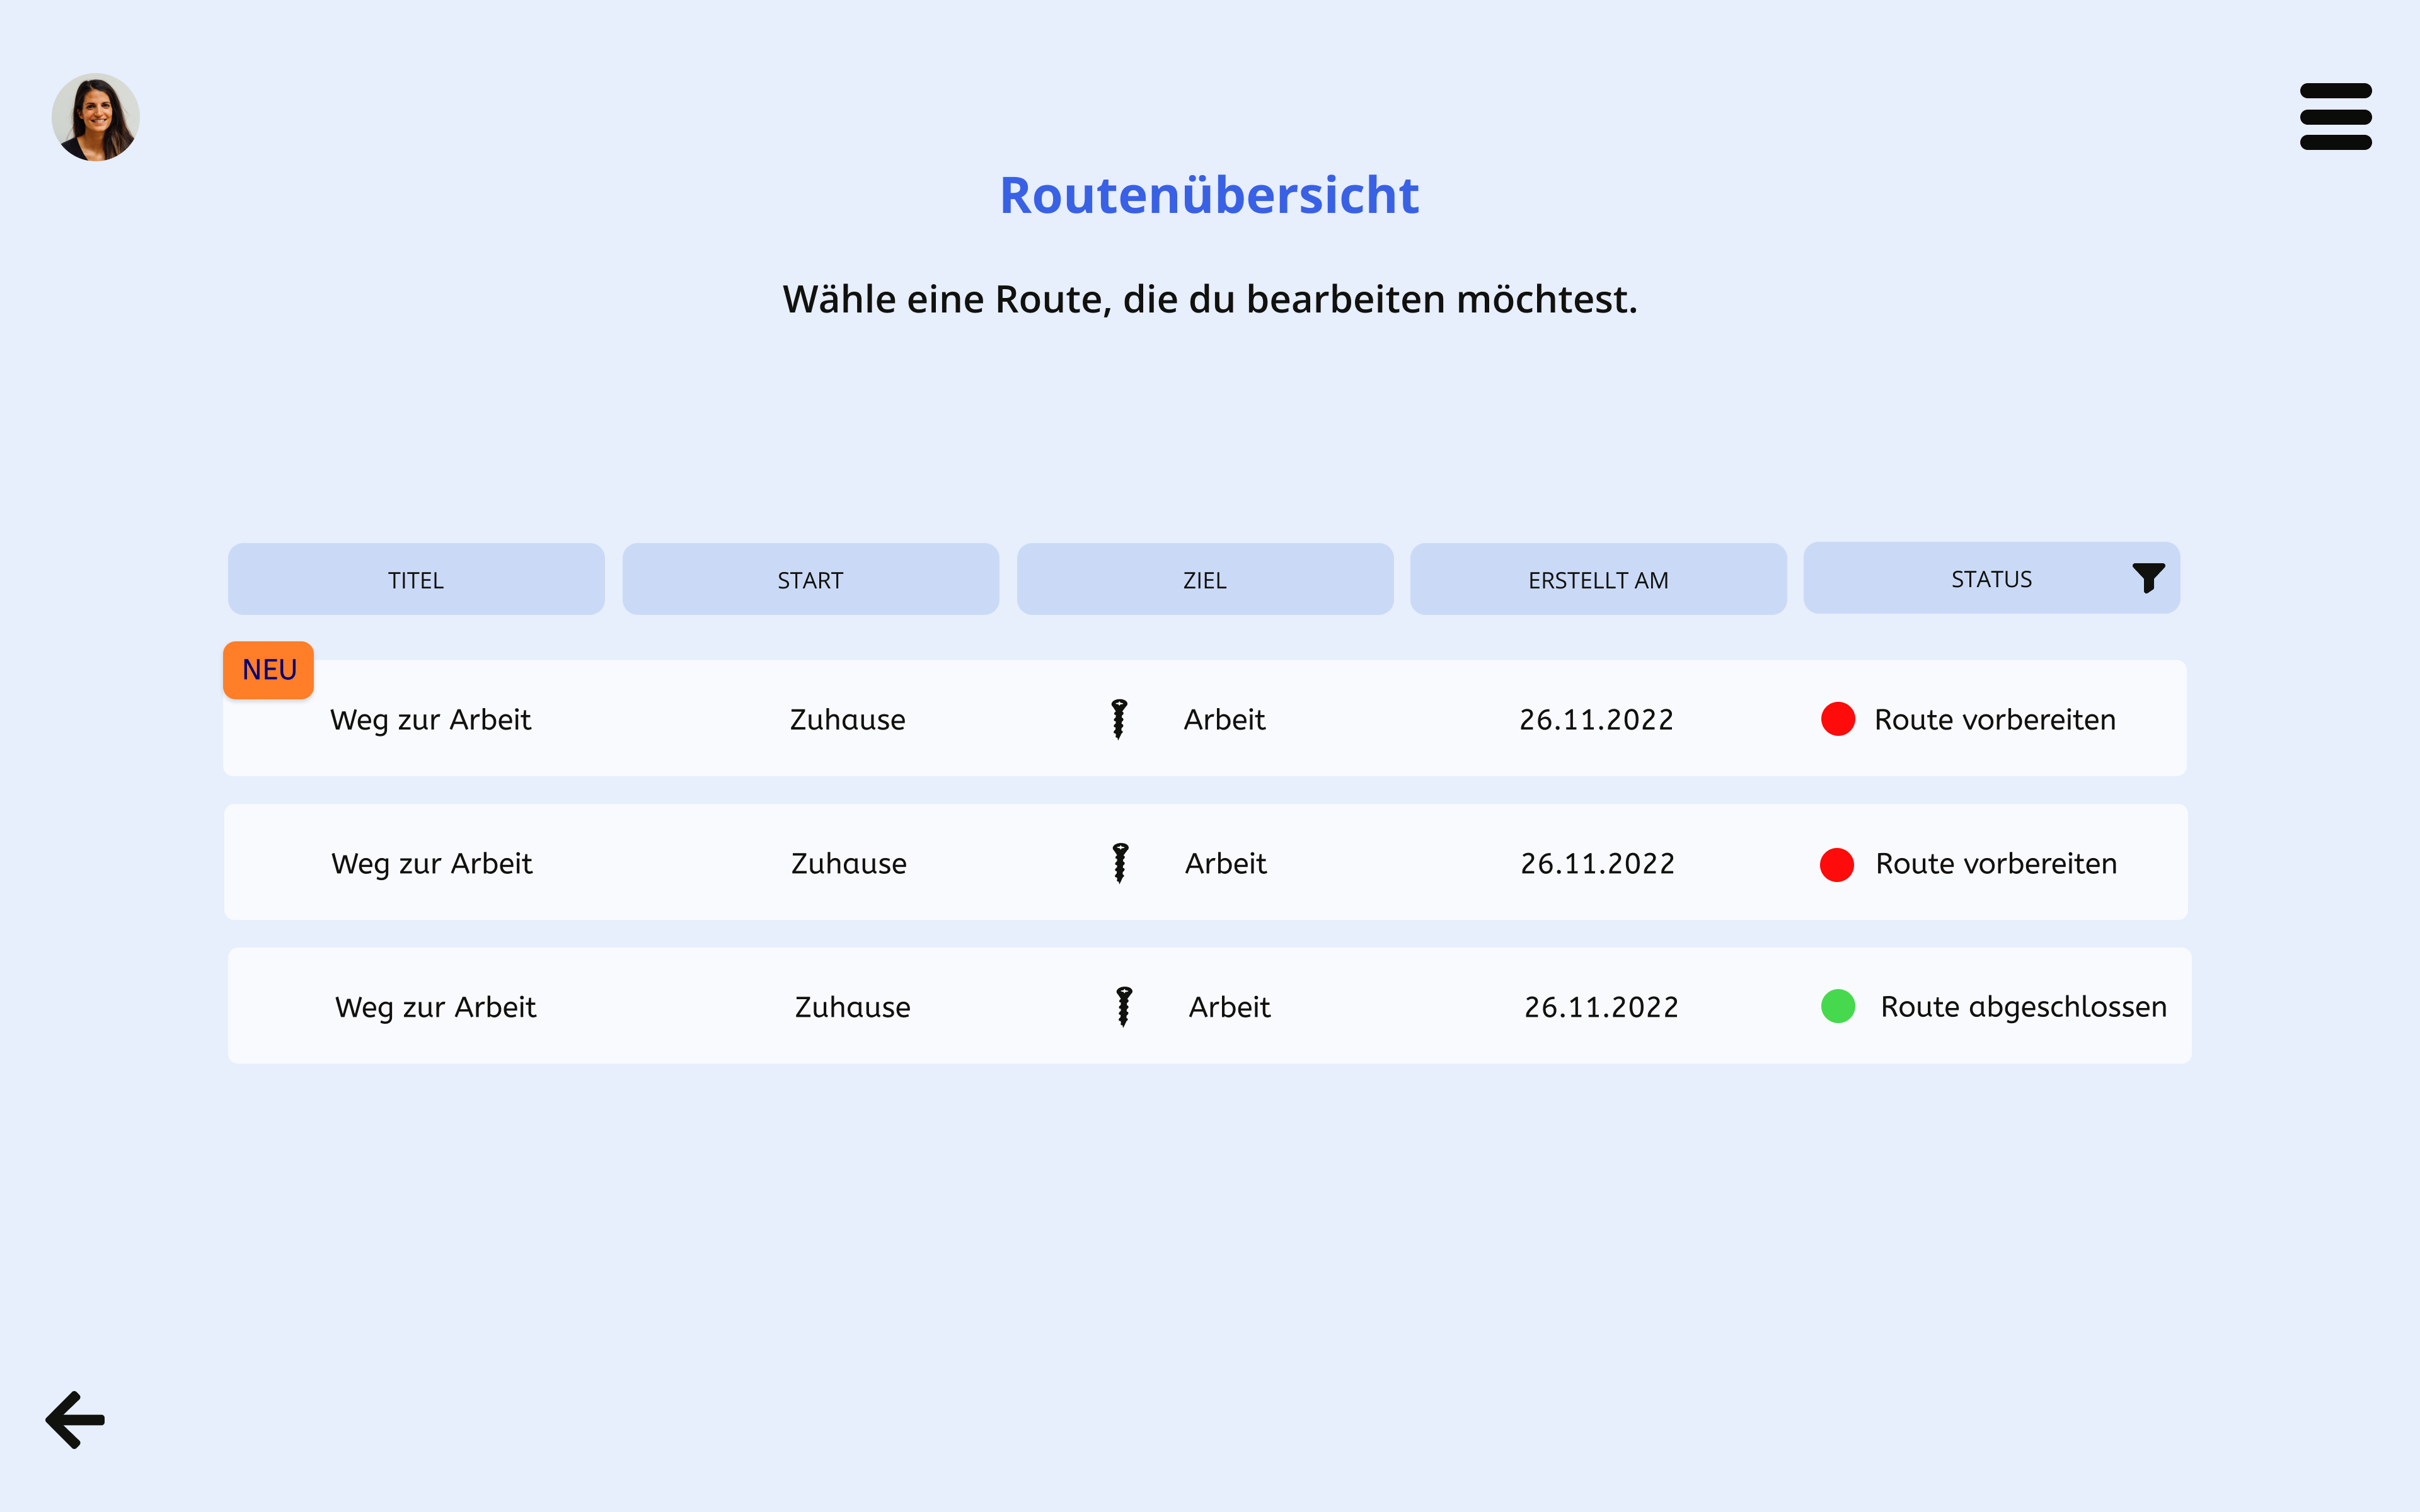 Routenübersicht
Wähle eine Route, die du bearbeiten möchtest.
TITEL START ZIEL ERSTELLT AM STATUS
NEU
Weg zur Arbeit Zuhause Arbeit 26.11.2022 Route vorbereiten
Weg zur Arbeit Zuhause Arbeit 26.11.2022 Route vorbereiten
Weg zur Arbeit Zuhause Arbeit 26.11.2022 Route abgeschlossen